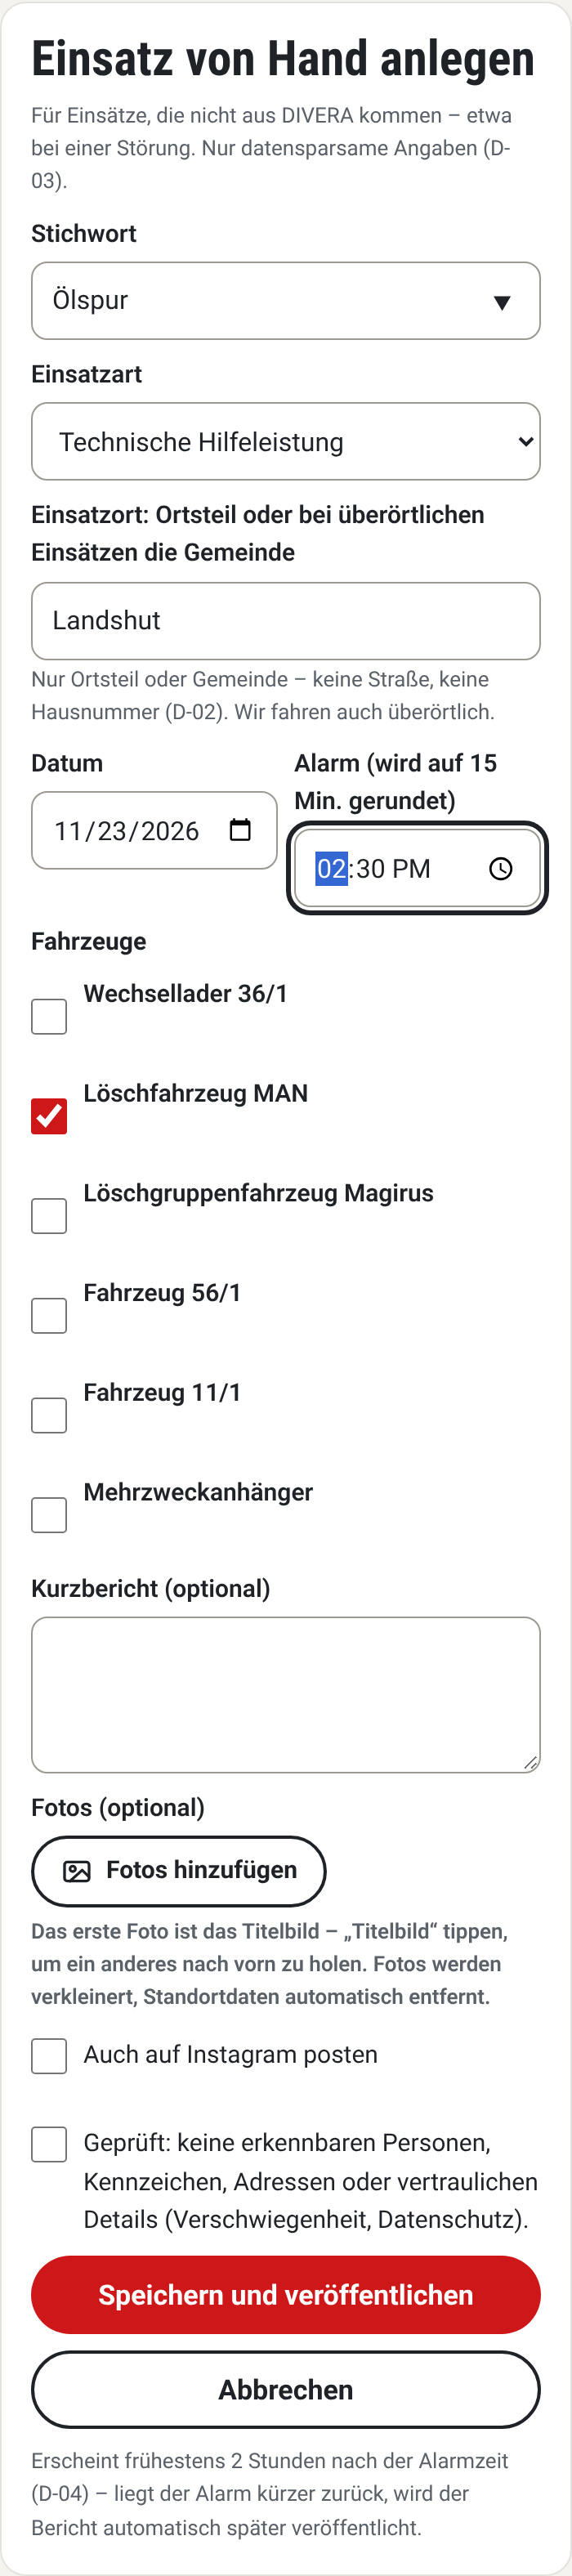 Einsatz von Hand anlegen
Für Einsätze, die nicht aus DIVERA kommen – etwa
bei einer Störung. Nur datensparsame Angaben (D-
03).
Stichwort
Ölspur
Einsatzart
Technische Hilfeleistung
Einsatzort: Ortsteil oder bei überörtlichen
Einsätzen die Gemeinde
Landshut
Nur Ortsteil oder Gemeinde – keine Straße, keine
Hausnummer (D-02). Wir fahren auch überörtlich.
Datum
11/23/2026
Alarm (wird auf 15
Min. gerundet)
02:30 PM
Fahrzeuge
Wechsellader 36/1
Löschfahrzeug MAN
Löschgruppenfahrzeug Magirus
Fahrzeug 56/1
Fahrzeug 11/1
Mehrzweckanhänger
Kurzbericht (optional)
Fotos (optional)
Fotos hinzufügen
Das erste Foto ist das Titelbild – „Titelbild“ tippen,
um ein anderes nach vorn zu holen. Fotos werden
verkleinert, Standortdaten automatisch entfernt.
Auch auf Instagram posten
Geprüft: keine erkennbaren Personen,
Kennzeichen, Adressen oder vertraulichen
Details (Verschwiegenheit, Datenschutz).
Speichern und veröffentlichen
Abbrechen
Erscheint frühestens 2 Stunden nach der Alarmzeit
(D-04) – liegt der Alarm kürzer zurück, wird der
Bericht automatisch später veröffentlicht.